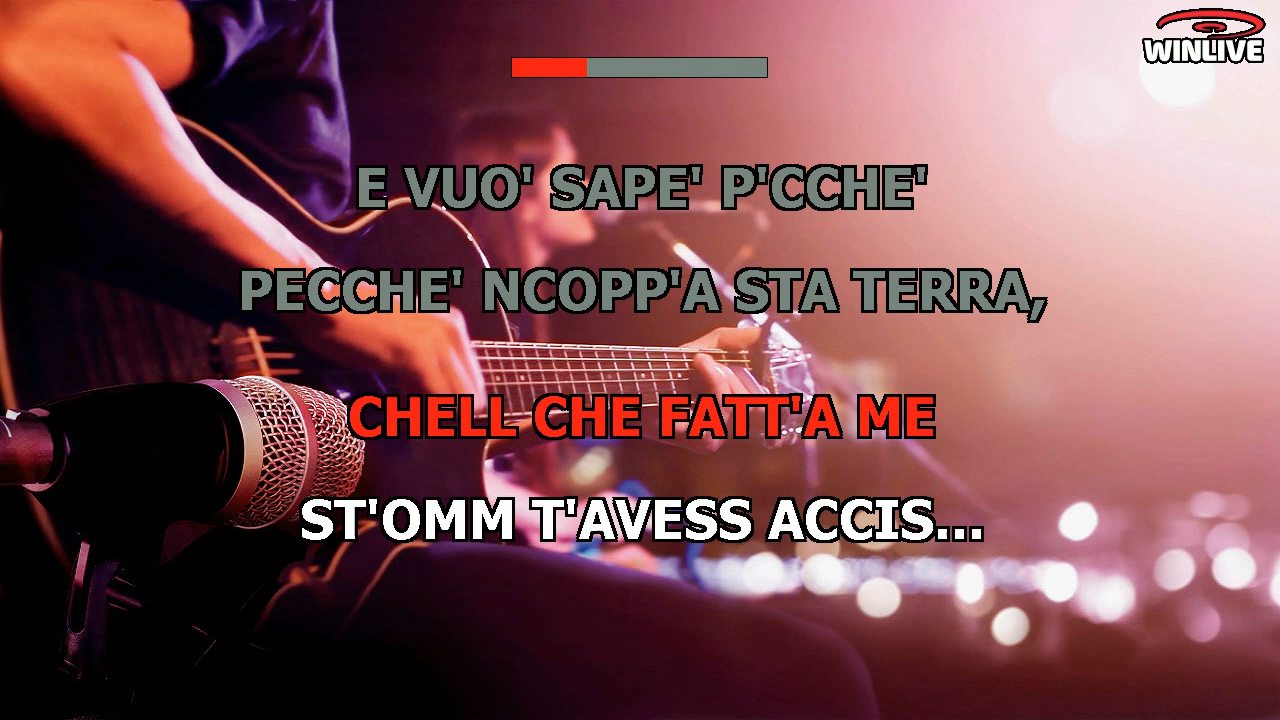 WINLIVE
E VUO' SAPE' P'CCHE'
PECCHE' NCOPP'A STA TERRA,
CHELL CHE FATT'A ME
ST'OMM T'AVESS ACCIS...